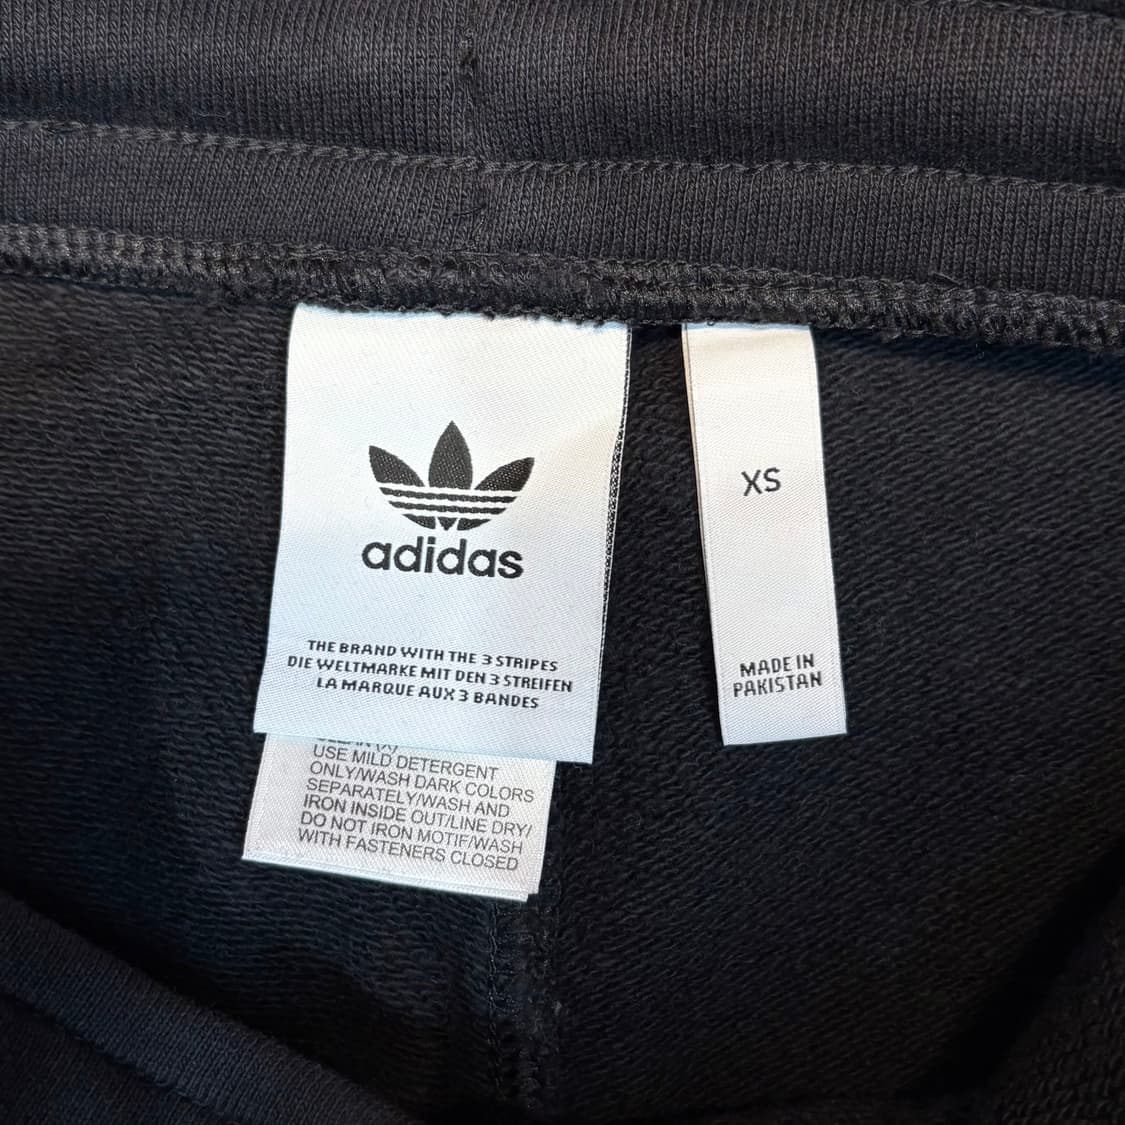 adidas
THE BRAND WITH THE 3 STRIPES
DIE WELTMARKE MIT DEN 3 STREIFEN
LA MARQUE AUX 3 BANDES
USE MILD DETERGENT
ONLY/WASH DARK COLORS
SEPARATELY/WASH AND
IRON INSIDE OUT/LINE DRY/
DO NOT IRON MOTIF/WASH
WITH FASTENERS CLOSED
XS
MADE IN
PAKISTAN